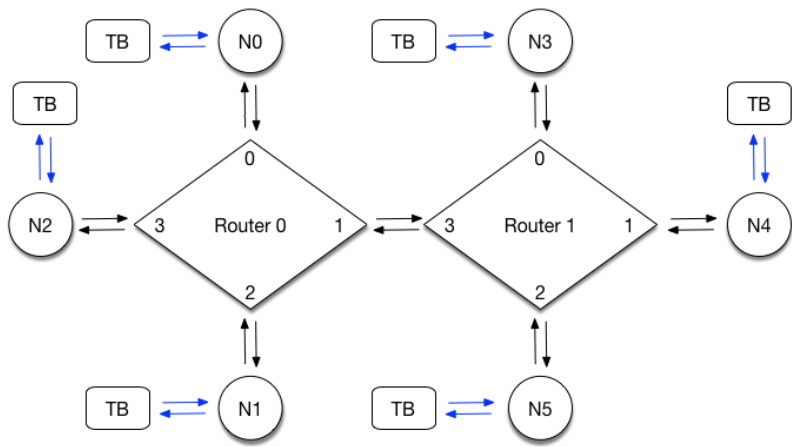 TB N0 TB N3
TB TB
0 0
N2 3 Router 0 1 3 Router 1 1 N4
2 2
TB N1 TB N5